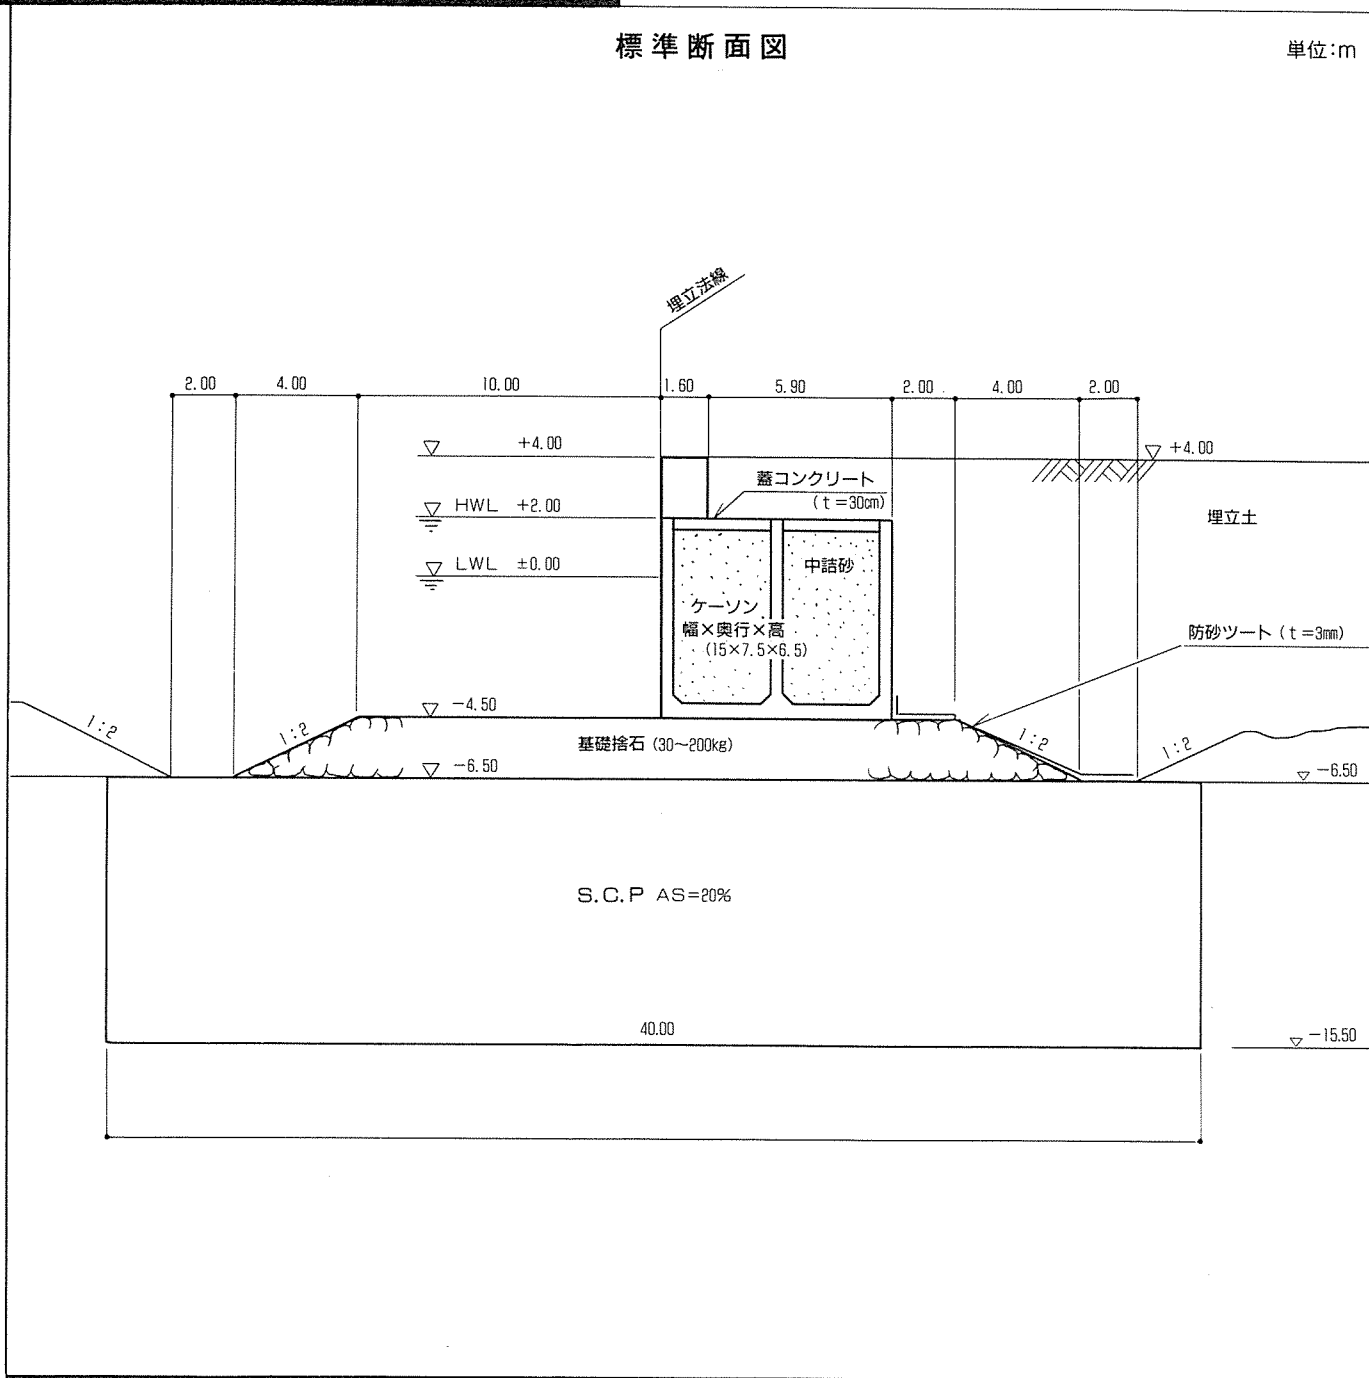 標準断面図
単位:m
埋立法線
2.00 4.00 10.00 1.60 5.90 2.00 4.00 2.00
+4.00
+4.00
蓋コンクリート
(t=30cm)
HWL +2.00
埋立土
LWL ±0.00
中詰砂
ケーソン
幅×奥行×高
(15×7.5×6.5)
防砂ツート(t=3mm)
-4.50
1:2
1:2
基礎捨石(30~200kg)
1:2
1:2
-6.50
-6.50
S.C.P AS=20%
40.00
-15.50